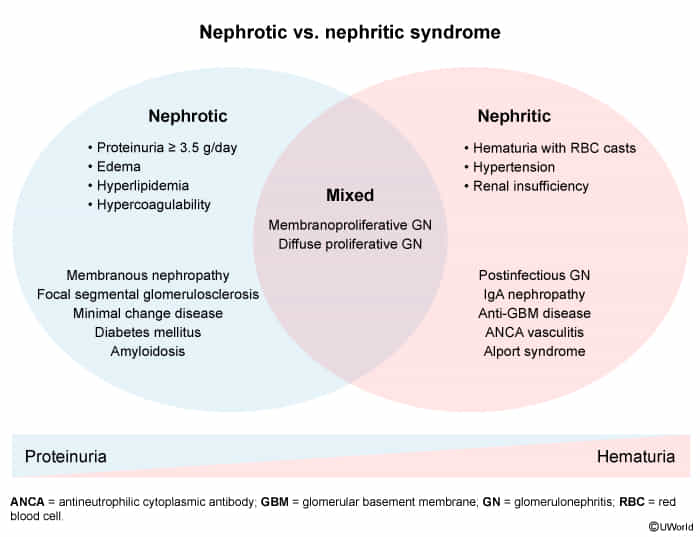 Nephrotic vs. nephritic syndrome
Nephrotic
• Proteinuria ≥ 3.5 g/day
• Edema
• Hyperlipidemia
• Hypercoagulability
Membranous nephropathy
Focal segmental glomerulosclerosis
Minimal change disease
Diabetes mellitus
Amyloidosis
Mixed
Membranoproliferative GN
Diffuse proliferative GN
Nephritic
• Hematuria with RBC casts
• Hypertension
• Renal insufficiency
Postinfectious GN
IgA nephropathy
Anti-GBM disease
ANCA vasculitis
Alport syndrome
Proteinuria
Hematuria
ANCA = antineutrophilic cytoplasmic antibody; GBM = glomerular basement membrane; GN = glomerulonephritis; RBC = red
blood cell.
©UWorld